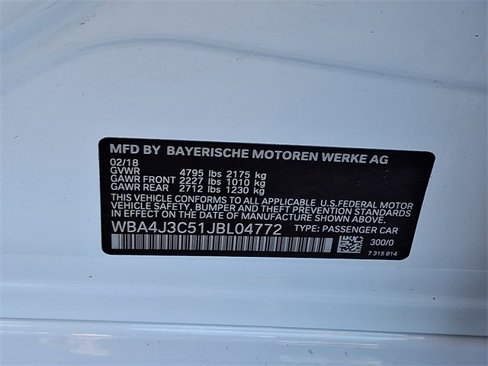 MFD BY BAYERISCHE MOTOREN WERKE AG
02/18
GVWR 4795 lbs 2175 kg
GAWR FRONT 2227 lbs 1010 kg
GAWR REAR 2712 lbs 1230 kg
THIS VEHICLE CONFORMS TO ALL APPLICABLE U.S.FEDERAL MOTOR
VEHICLE SAFETY, BUMPER, AND THEFT PREVENTION STANDARDS
IN EFFECT ON THE DATE OF MANUFACTURE SHOWN ABOVE.
WBA4J3C51JBL04772 TYPE: PASSENGER CAR
300/0
7 315 814